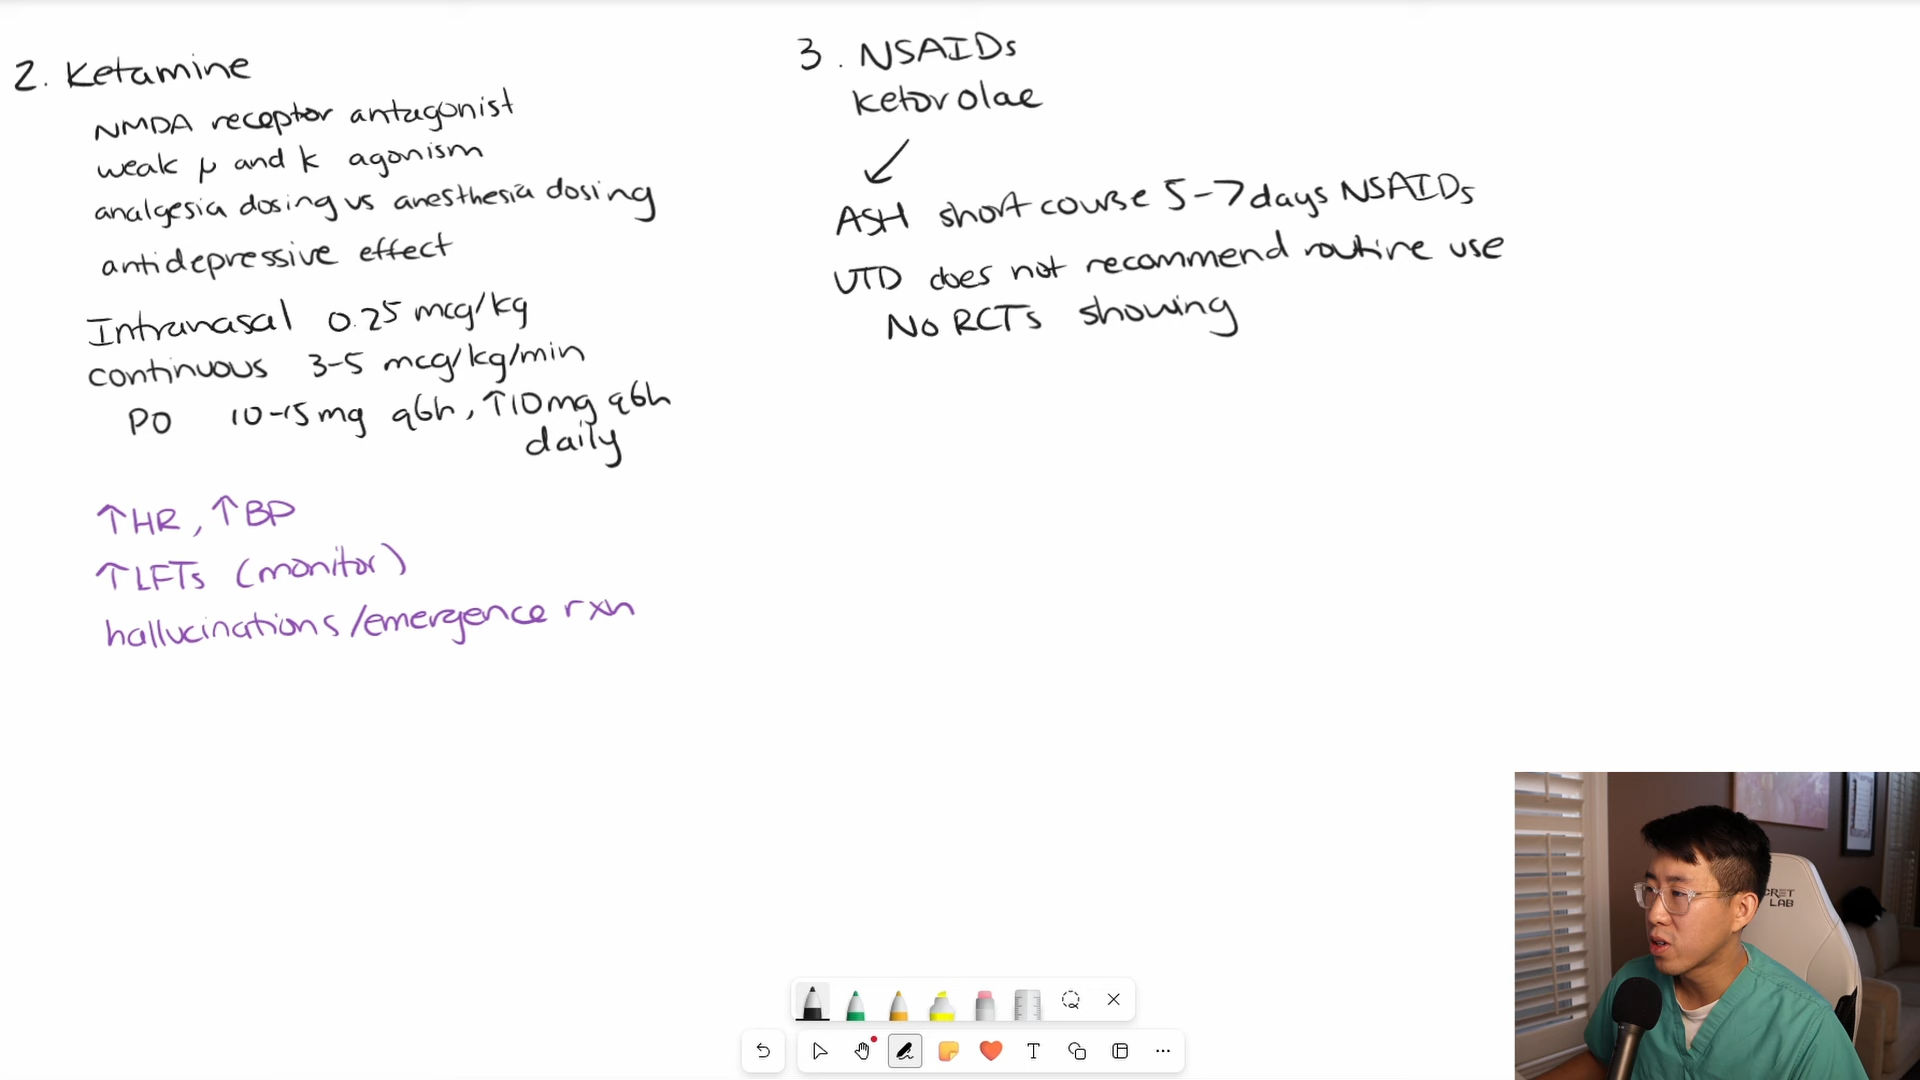 2. Ketamine
NMDA receptor antagonist
weak μ and k agonism
analgesia dosing vs anesthesia dosing
antidepressive effect
Intranasal 0.25 mcg/kg
continuous 3-5 mcg/kg/min
PO 10-15 mg q6h, ↑10mg q6h
daily
↑HR, ↑BP
↑LFTs (monitor)
hallucinations/emergence rxn
3. NSAIDs
ketorolac
↙
ASH short course 5-7 days NSAIDs
UTD does not recommend routine use
No RCTs showing
CRET
LAB
T